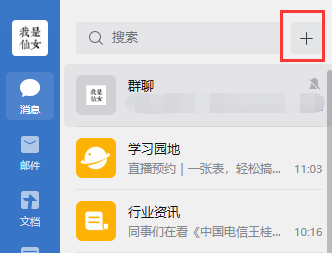 我是
仙女
搜索
消息
群聊
邮件
学习园地
直播预约 | 一张表，轻松搞... 11:03
文档
行业资讯
同事们在看《中国电信王桂... 10:16